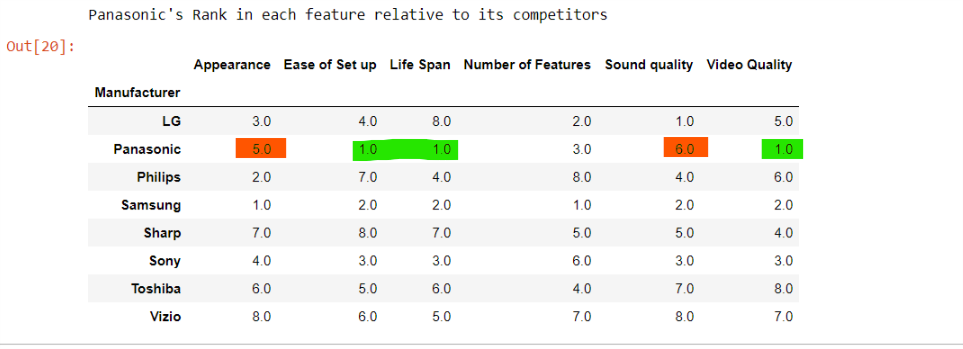 Panasonic's Rank in each feature relative to its competitors
Out[20]:
Appearance Ease of Set up Life Span Number of Features Sound quality Video Quality
Manufacturer
LG 3.0 4.0 8.0 2.0 1.0 5.0
Panasonic 5.0 1.0 1.0 3.0 6.0 1.0
Philips 2.0 7.0 4.0 8.0 4.0 6.0
Samsung 1.0 2.0 2.0 1.0 2.0 2.0
Sharp 7.0 8.0 7.0 5.0 5.0 4.0
Sony 4.0 3.0 3.0 6.0 3.0 3.0
Toshiba 6.0 5.0 6.0 4.0 7.0 8.0
Vizio 8.0 6.0 5.0 7.0 8.0 7.0